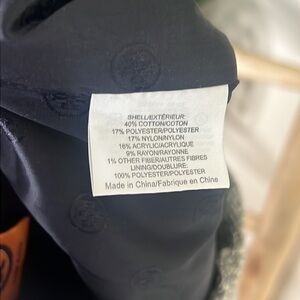 SHELL/EXTÉRIEUR:
40% COTTON/COTON
17% POLYESTER/POLYESTER
17% NYLON/NYLON
16% ACRYLIC/ACRYLIQUE
9% RAYON/RAYONNE
1% OTHER FIBER/AUTRES FIBRES
LINING/DOUBLURE:
100% POLYESTER/POLYESTER
Made in China/Fabriqué en Chine